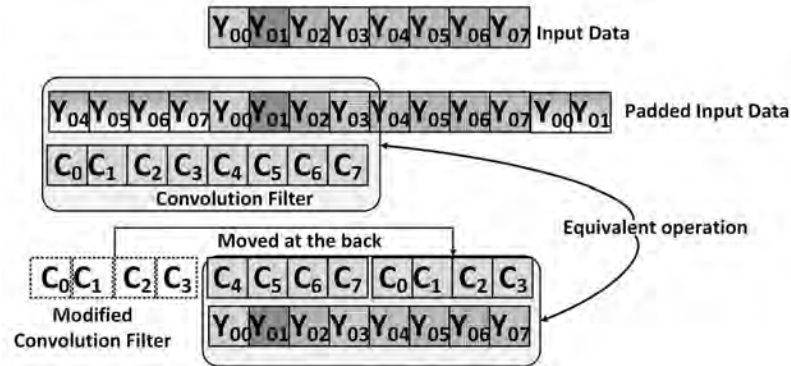 Y₀₀ Y₀₁ Y₀₂ Y₀₃ Y₀₄ Y₀₅ Y₀₆ Y₀₇ Input Data
Y₀₄ Y₀₅ Y₀₆ Y₀₇ Y₀₀ Y₀₁ Y₀₂ Y₀₃ Y₀₄ Y₀₅ Y₀₆ Y₀₇ Y₀₀ Y₀₁ Padded Input Data
C₀ C₁ C₂ C₃ C₄ C₅ C₆ C₇
Convolution Filter
Equivalent operation
Moved at the back
C₀ C₁ C₂ C₃ C₄ C₅ C₆ C₇ C₀ C₁ C₂ C₃
Modified
Convolution Filter
Y₀₀ Y₀₁ Y₀₂ Y₀₃ Y₀₄ Y₀₅ Y₀₆ Y₀₇